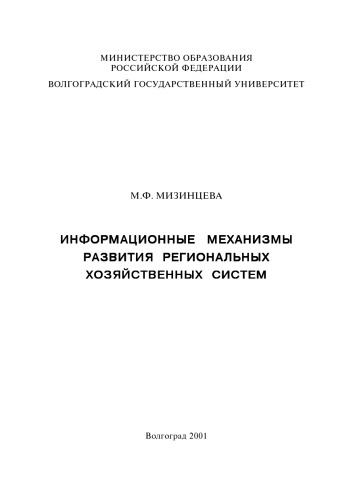 МИНИСТЕРСТВО ОБРАЗОВАНИЯ
РОССИЙСКОЙ ФЕДЕРАЦИИ
ВОЛГОГРАДСКИЙ ГОСУДАРСТВЕННЫЙ УНИВЕРСИТЕТ
М.Ф. МИЗИНЦЕВА
ИНФОРМАЦИОННЫЕ МЕХАНИЗМЫ
РАЗВИТИЯ РЕГИОНАЛЬНЫХ
ХОЗЯЙСТВЕННЫХ СИСТЕМ
Волгоград 2001